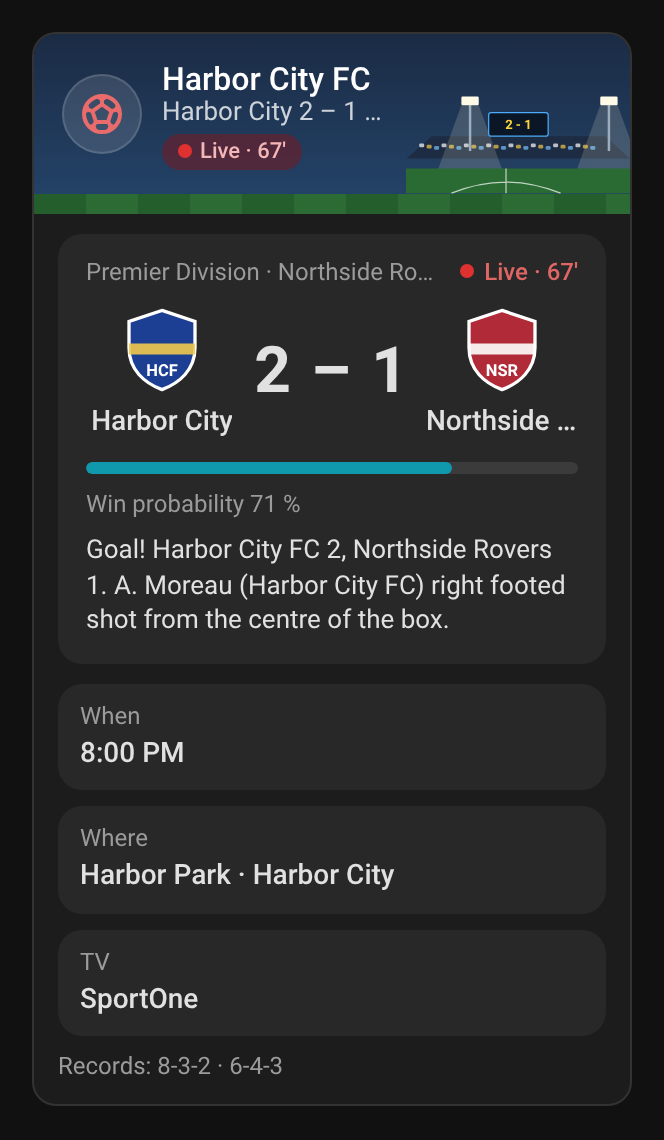 Harbor City FC
Harbor City 2 – 1 ...
Live · 67'
2 - 1
Premier Division · Northside Ro...
Live · 67'
HCF
2 – 1
NSR
Harbor City
Northside ...
Win probability 71 %
Goal! Harbor City FC 2, Northside Rovers
1. A. Moreau (Harbor City FC) right footed
shot from the centre of the box.
When
8:00 PM
Where
Harbor Park · Harbor City
TV
SportOne
Records: 8-3-2 · 6-4-3